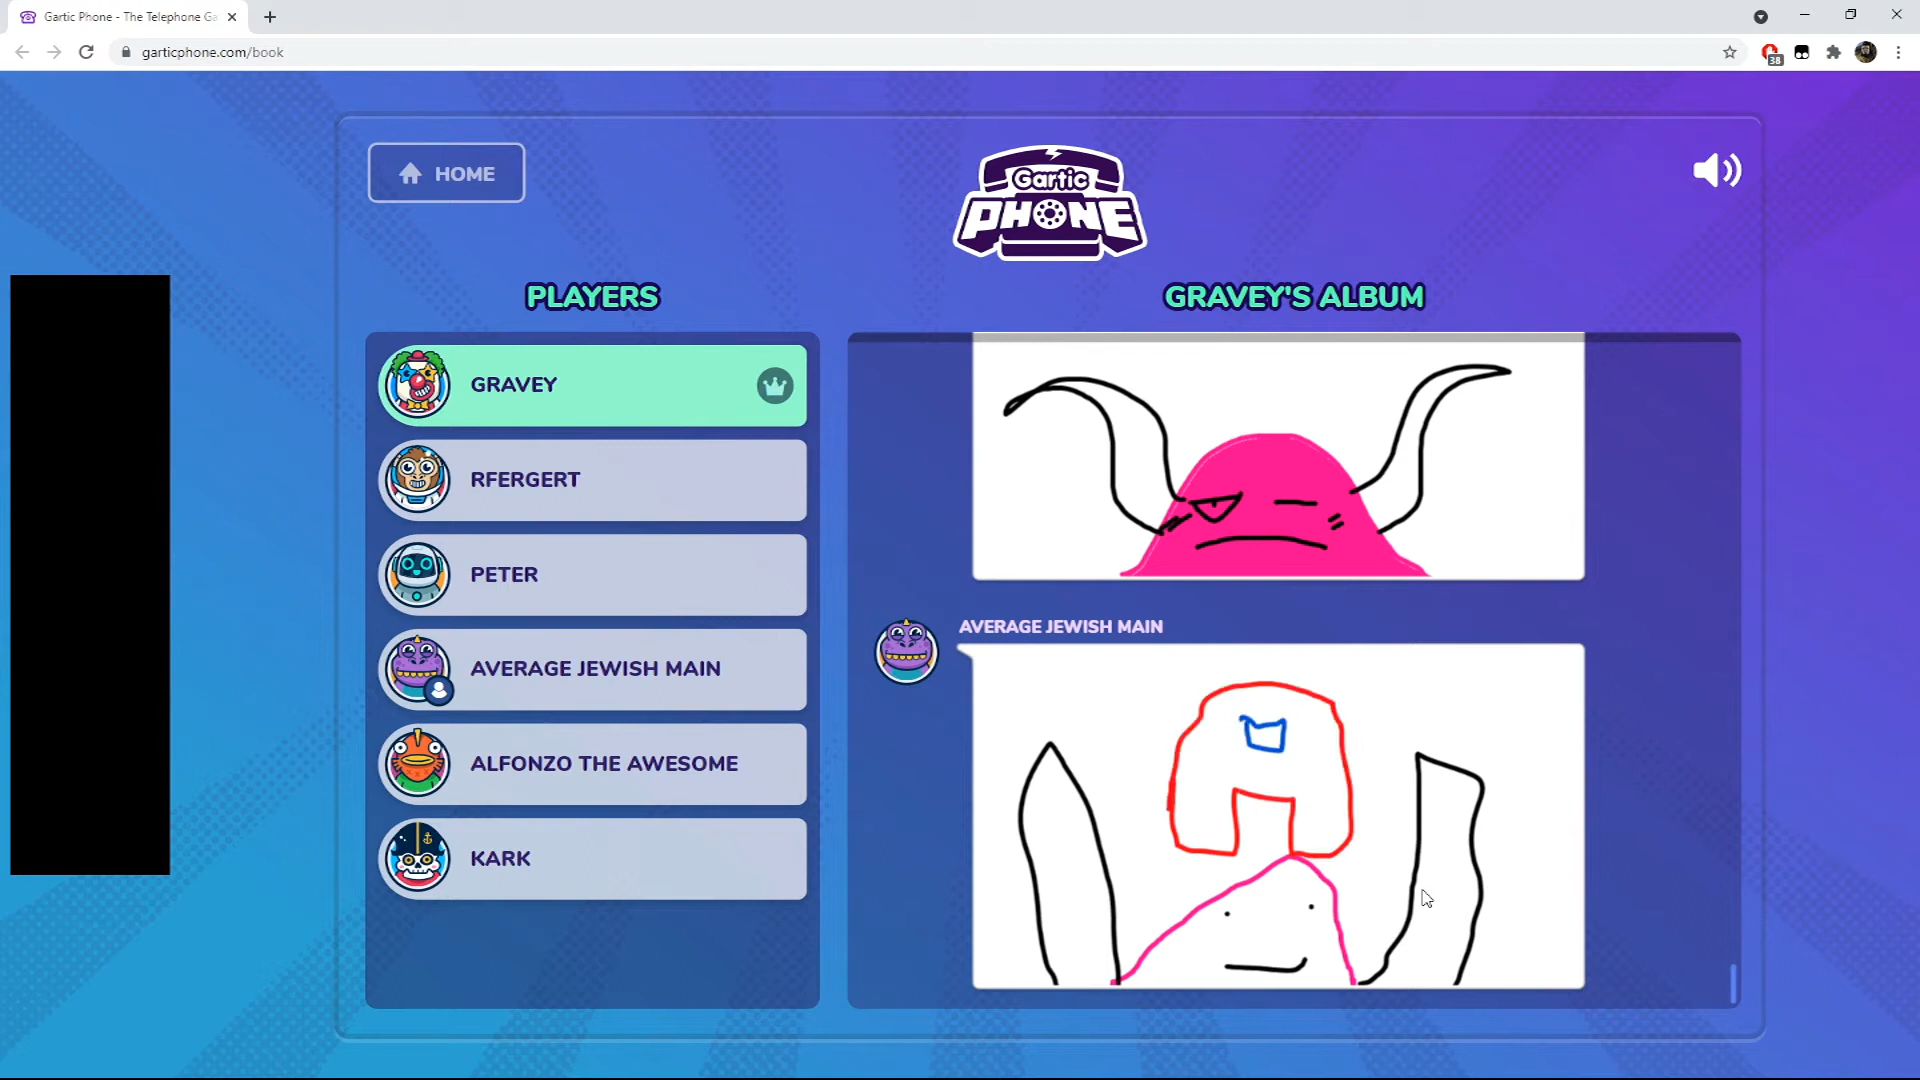 Gartic Phone - The Telephone Ga
garticphone.com/book
38
HOME
Gartic
PHONE
PLAYERS
GRAVEY'S ALBUM
GRAVEY
RFERGERT
PETER
AVERAGE JEWISH MAIN
ALFONZO THE AWESOME
KARK
AVERAGE JEWISH MAIN